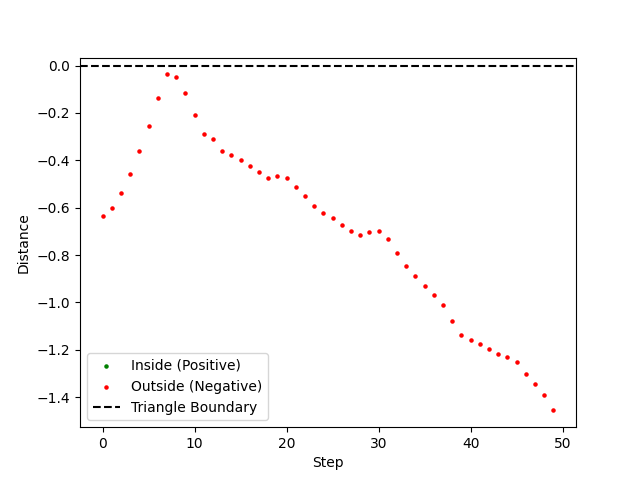 0.0
−0.2
−0.4
−0.6
−0.8
−1.0
−1.2
−1.4
Distance
Inside (Positive)
Outside (Negative)
Triangle Boundary
0 10 20 30 40 50
Step